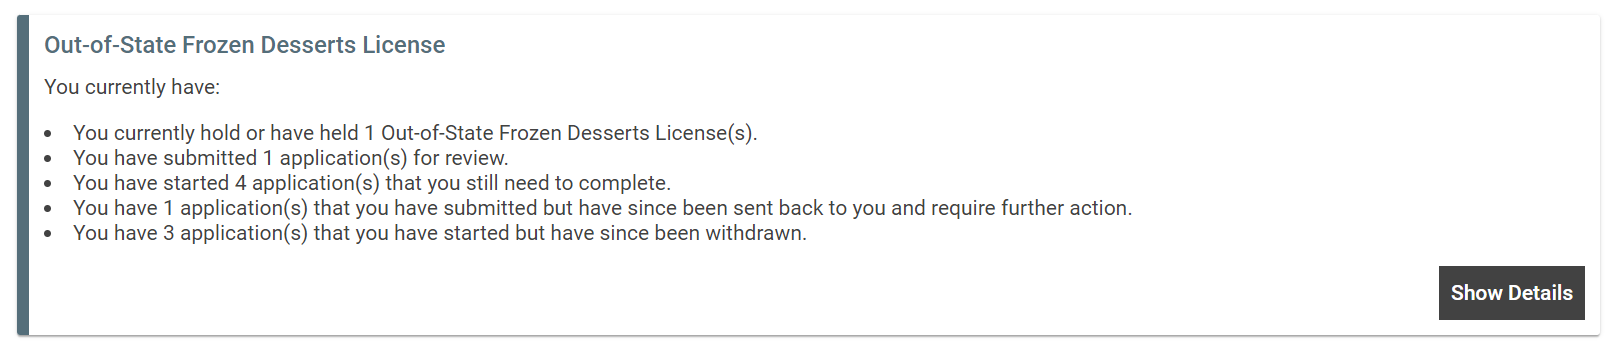 Out-of-State Frozen Desserts License
You currently have:
• You currently hold or have held 1 Out-of-State Frozen Desserts License(s).
• You have submitted 1 application(s) for review.
• You have started 4 application(s) that you still need to complete.
• You have 1 application(s) that you have submitted but have since been sent back to you and require further action.
• You have 3 application(s) that you have started but have since been withdrawn.
Show Details